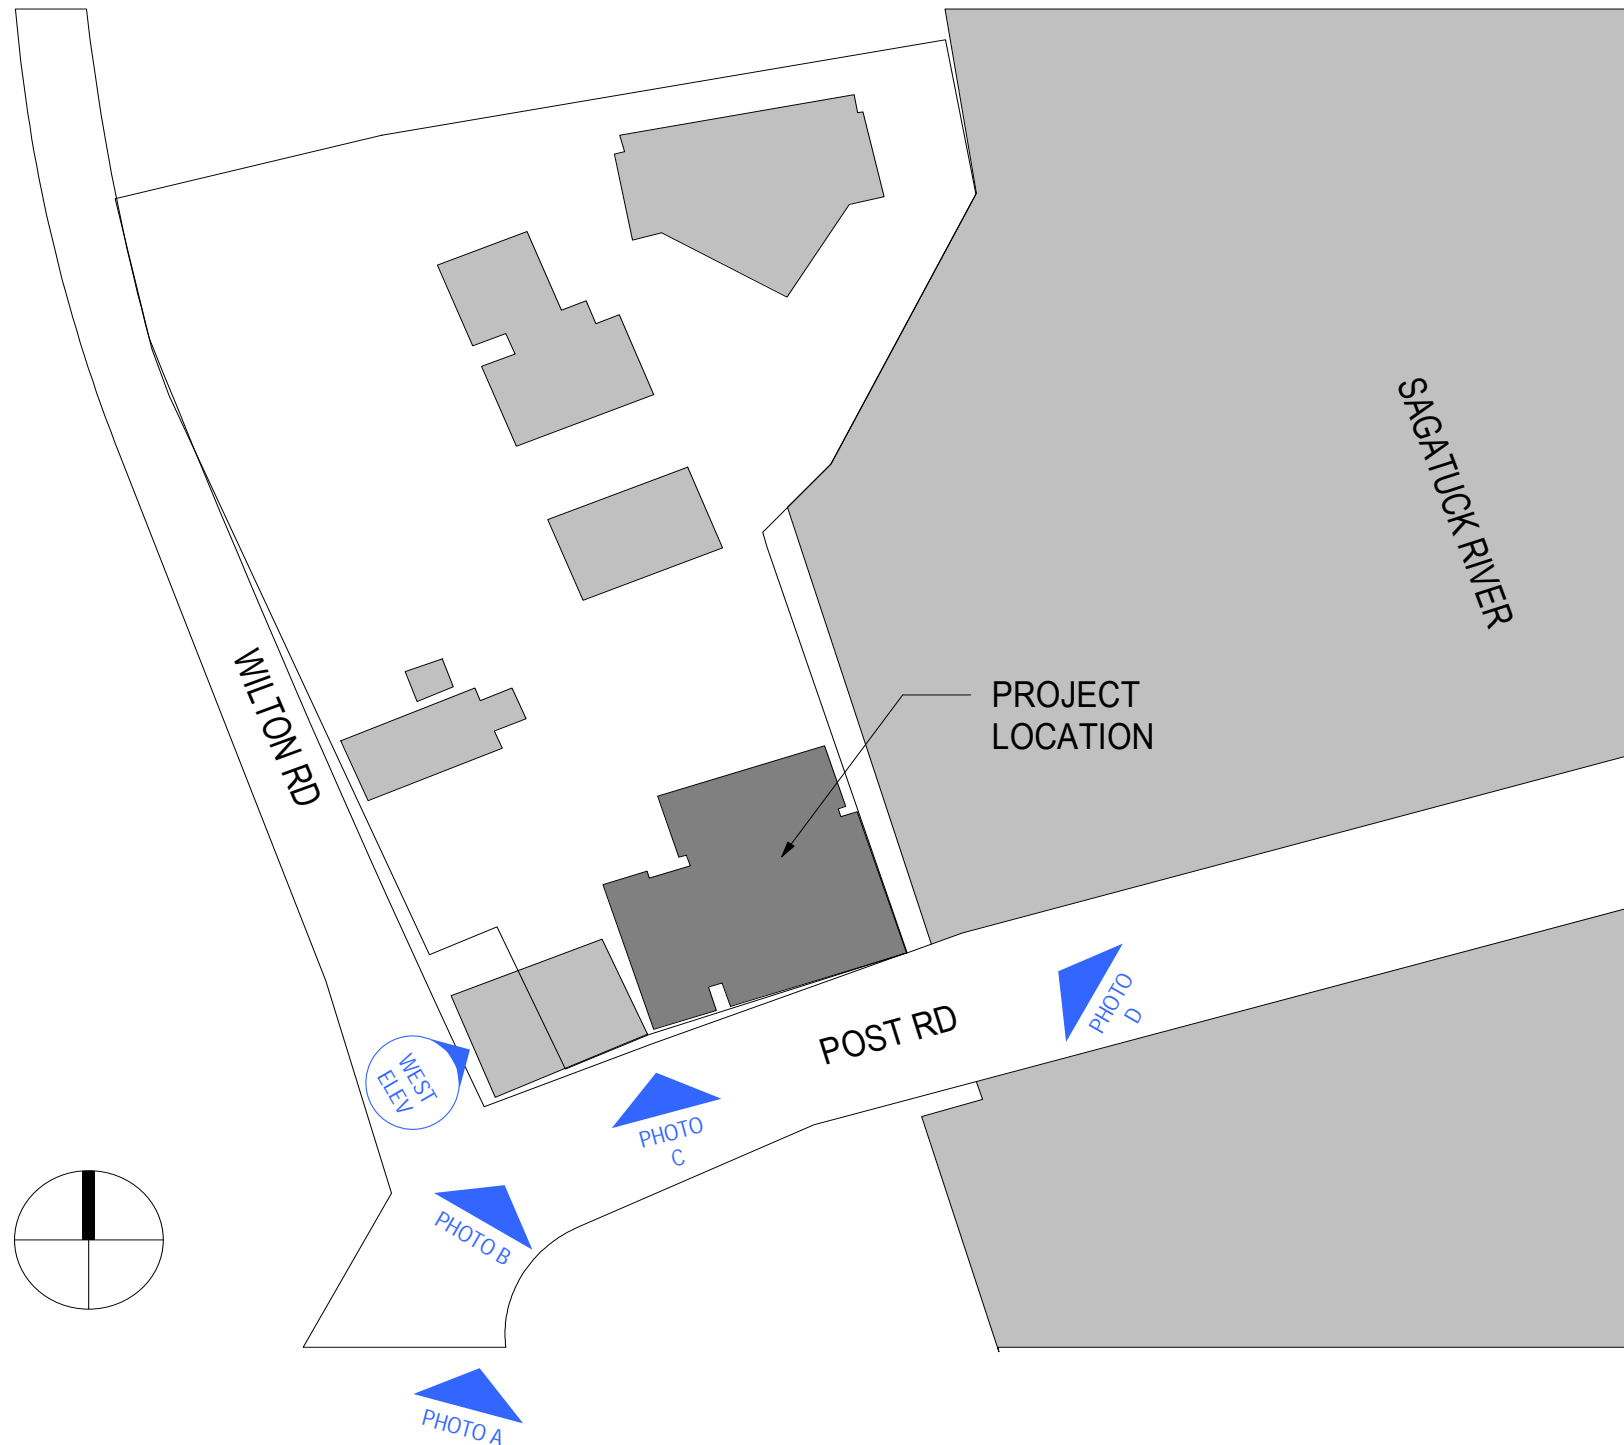 SAGATUCK RIVER
WILTON RD
PROJECT
LOCATION
POST RD
PHOTO
D
WEST
ELEV
PHOTO
C
PHOTO B
PHOTO A